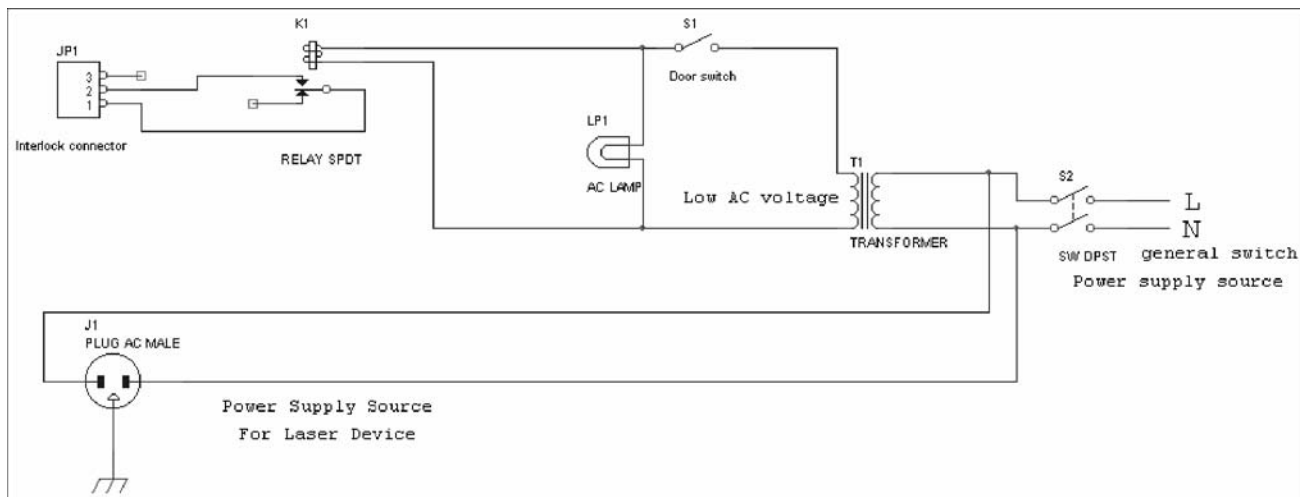 K1
S1
JP1
3
2
1
Door switch
Interlock connector
RELAY SPDT
LP1
AC LAMP
T1
Low AC voltage
TRANSFORMER
S2
L
N
SW DPST
general switch
Power supply source
J1
PLUG AC MALE
Power Supply Source
For Laser Device